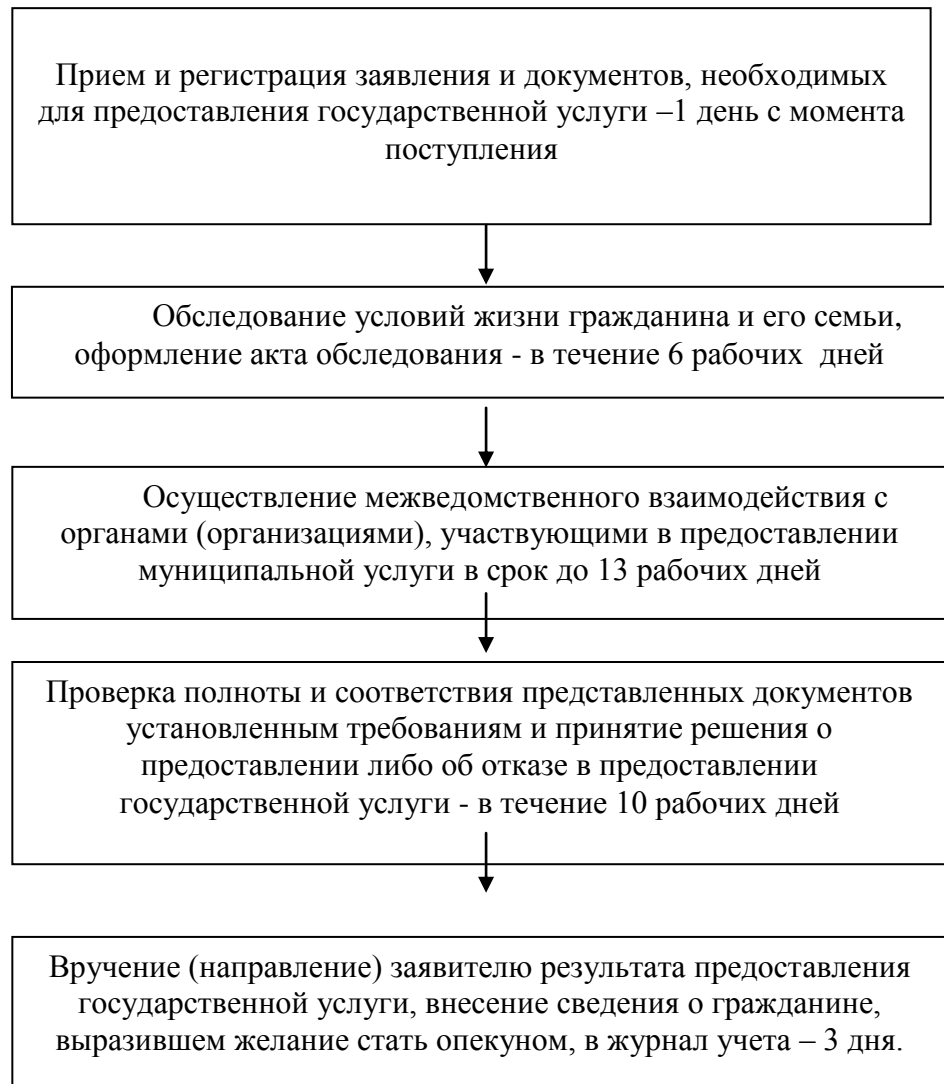 Прием и регистрация заявления и документов, необходимых
для предоставления государственной услуги –1 день с момента
поступления
Обследование условий жизни гражданина и его семьи,
оформление акта обследования - в течение 6 рабочих дней
Осуществление межведомственного взаимодействия с
органами (организациями), участвующими в предоставлении
муниципальной услуги в срок до 13 рабочих дней
Проверка полноты и соответствия представленных документов
установленным требованиям и принятие решения о
предоставлении либо об отказе в предоставлении
государственной услуги - в течение 10 рабочих дней
Вручение (направление) заявителю результата предоставления
государственной услуги, внесение сведения о гражданине,
выразившем желание стать опекуном, в журнал учета – 3 дня.